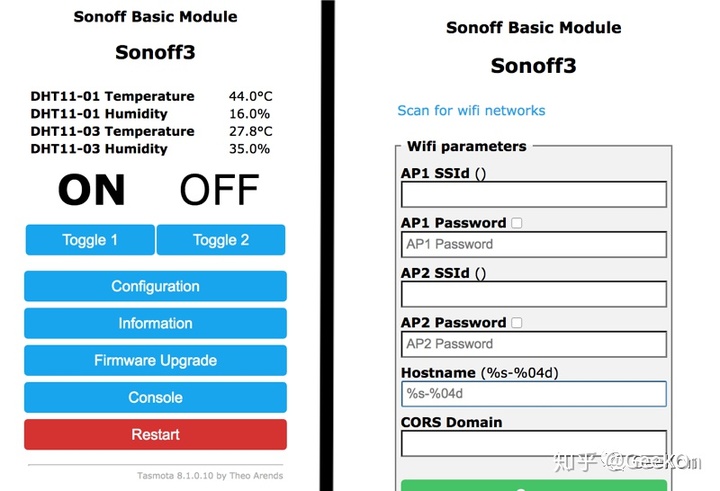 Sonoff Basic Module
Sonoff3
DHT11-01 Temperature 44.0°C
DHT11-01 Humidity 16.0%
DHT11-03 Temperature 27.8°C
DHT11-03 Humidity 35.0%
ON OFF
Toggle 1 Toggle 2
Configuration
Information
Firmware Upgrade
Console
Restart
Tasmota 8.1.0.10 by Theo Arends
Sonoff Basic Module
Sonoff3
Scan for wifi networks
Wifi parameters
AP1 SSId ()
AP1 Password
AP1 Password
AP2 SSId ()
AP2 Password
AP2 Password
Hostname (%s-%04d)
%s-%04d
CORS Domain
知乎